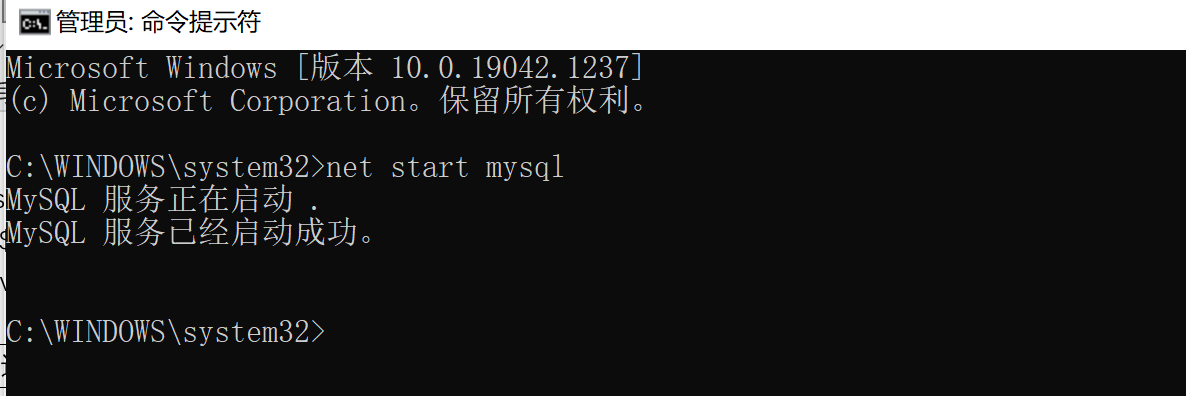 管理员: 命令提示符
Microsoft Windows [版本 10.0.19042.1237]
(c) Microsoft Corporation。保留所有权利。
C:\WINDOWS\system32>net start mysql
MySQL 服务正在启动 .
MySQL 服务已经启动成功。
C:\WINDOWS\system32>